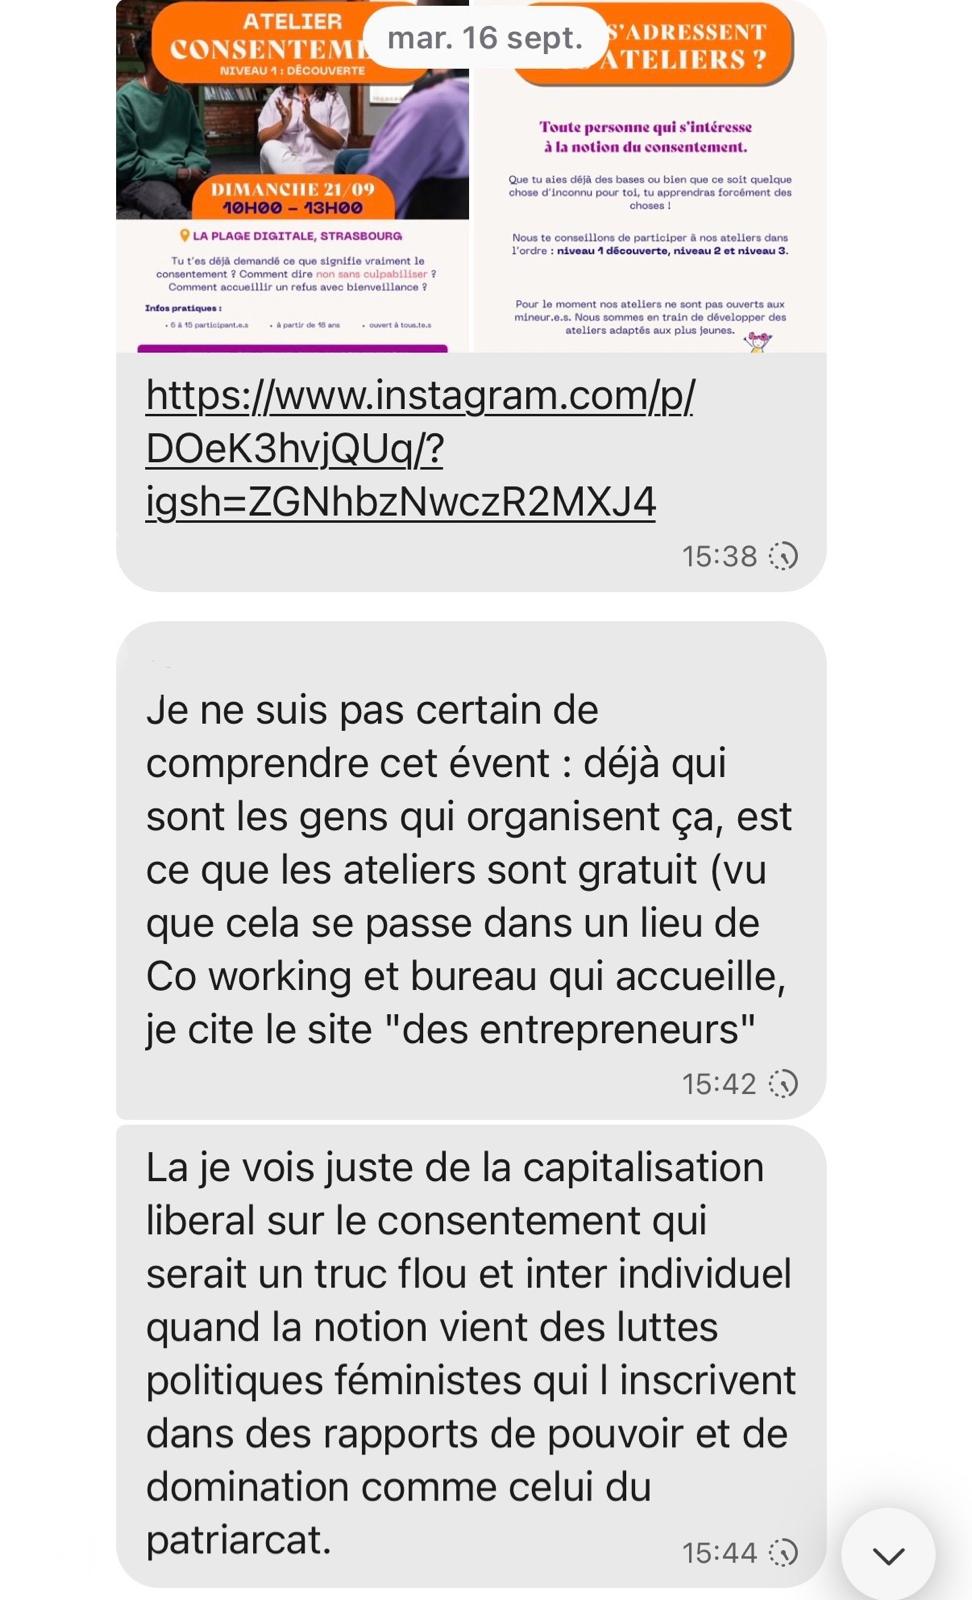 mar. 16 sept.
ATELIER
CONSENTEME
NIVEAU 1 : DÉCOUVERTE
DIMANCHE 21/09
10H00 – 13H00
LA PLAGE DIGITALE, STRASBOURG
Tu t'es déjà demandé ce que signifie vraiment le
consentement ? Comment dire non sans culpabiliser ?
Comment accueillir un refus avec bienveillance ?
Infos pratiques :
• 6 à 15 participant.e.s • à partir de 18 ans • ouvert à tous.te.s
S'ADRESSENT
ATELIERS ?
Toute personne qui s'intéresse
à la notion du consentement.
Que tu aies déjà des bases ou bien que ce soit quelque
chose d'inconnu pour toi, tu apprendras forcément des
choses !
Nous te conseillons de participer à nos ateliers dans
l'ordre : niveau 1 découverte, niveau 2 et niveau 3.
Pour le moment nos ateliers ne sont pas ouverts aux
mineur.e.s. Nous sommes en train de développer des
ateliers adaptés aux plus jeunes.
https://www.instagram.com/p/
DOeK3hvjQUq/?
igsh=ZGNhbzNwczR2MXJ4
15:38
Je ne suis pas certain de
comprendre cet évent : déjà qui
sont les gens qui organisent ça, est
ce que les ateliers sont gratuit (vu
que cela se passe dans un lieu de
Co working et bureau qui accueille,
je cite le site "des entrepreneurs"
15:42
La je vois juste de la capitalisation
liberal sur le consentement qui
serait un truc flou et inter individuel
quand la notion vient des luttes
politiques féministes qui l inscrivent
dans des rapports de pouvoir et de
domination comme celui du
patriarcat.
15:44